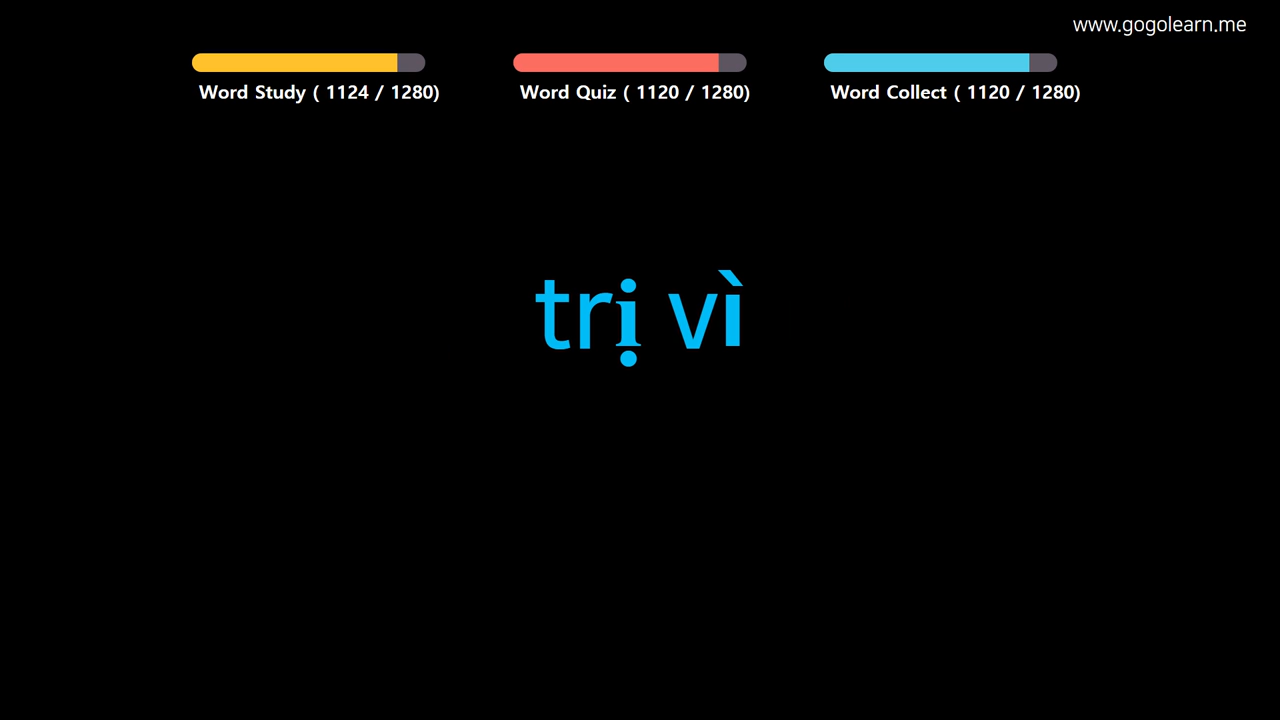 www.gogolearn.me
Word Study ( 1124 / 1280)
Word Quiz ( 1120 / 1280)
Word Collect ( 1120 / 1280)
trị vì